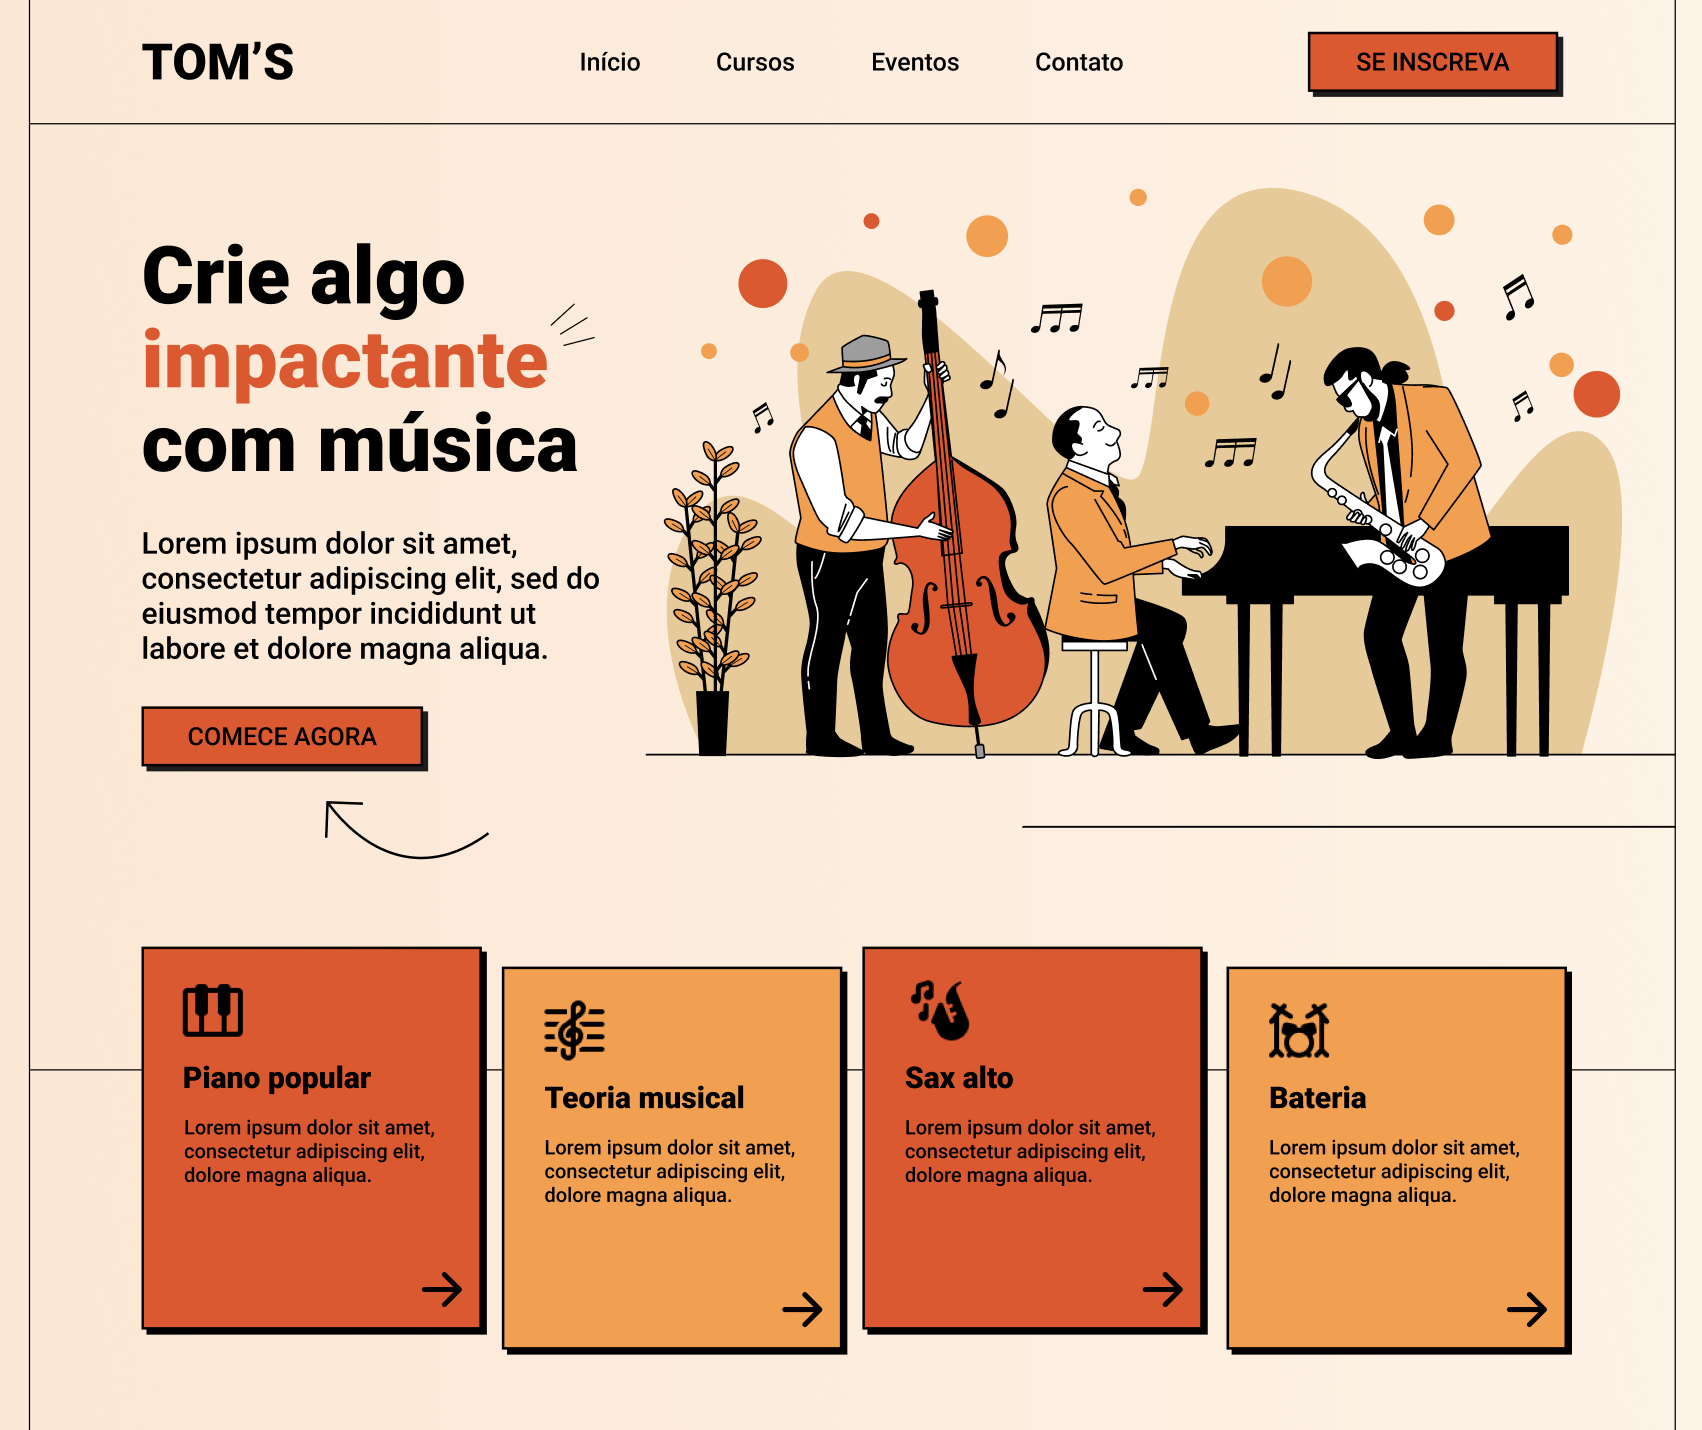 TOM’S
Início
Cursos
Eventos
Contato
SE INSCREVA
Crie algo
impactante
com música
Lorem ipsum dolor sit amet,
consectetur adipiscing elit, sed do
eiusmod tempor incididunt ut
labore et dolore magna aliqua.
COMECE AGORA
Piano popular
Lorem ipsum dolor sit amet,
consectetur adipiscing elit,
dolore magna aliqua.
Teoria musical
Lorem ipsum dolor sit amet,
consectetur adipiscing elit,
dolore magna aliqua.
Sax alto
Lorem ipsum dolor sit amet,
consectetur adipiscing elit,
dolore magna aliqua.
Bateria
Lorem ipsum dolor sit amet,
consectetur adipiscing elit,
dolore magna aliqua.